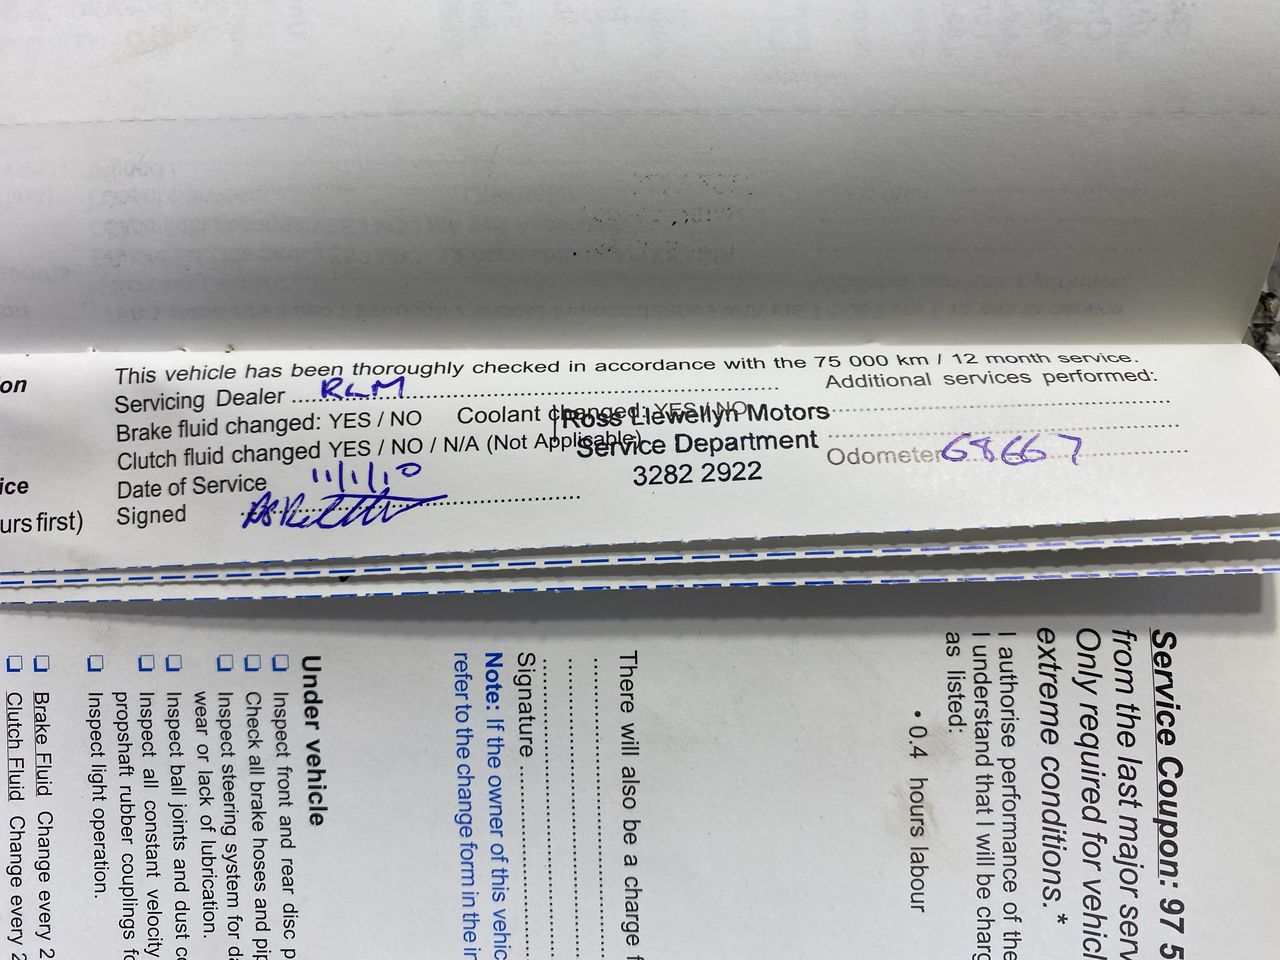 on
ice
urs first)
This vehicle has been thoroughly checked in accordance with the 75 000 km / 12 month service.
Servicing Dealer RLM
Additional services performed:
Brake fluid changed: YES / NO Coolant changed: YES / NO
Clutch fluid changed YES / NO / N/A (Not Applicable)
Ross Llewellyn Motors
Service Department
3282 2922
Odometer 68667
Date of Service 11/1/10
Signed
Service Coupon: 97 5
from the last major serv
Only required for vehicl
extreme conditions. *
I authorise performance of the
I understand that I will be charg
as listed:
• 0.4 hours labour
There will also be a charge f
Signature
Note: If the owner of this vehic
refer to the change form in the in
Under vehicle
❑ Inspect front and rear disc p
❑ Check all brake hoses and pip
❑ Inspect steering system for da
wear or lack of lubrication.
❑ Inspect ball joints and dust co
❑ Inspect all constant velocity
propshaft rubber couplings fo
❑ Inspect light operation.
❑ Brake Fluid Change every 2
❑ Clutch Fluid Change every 2